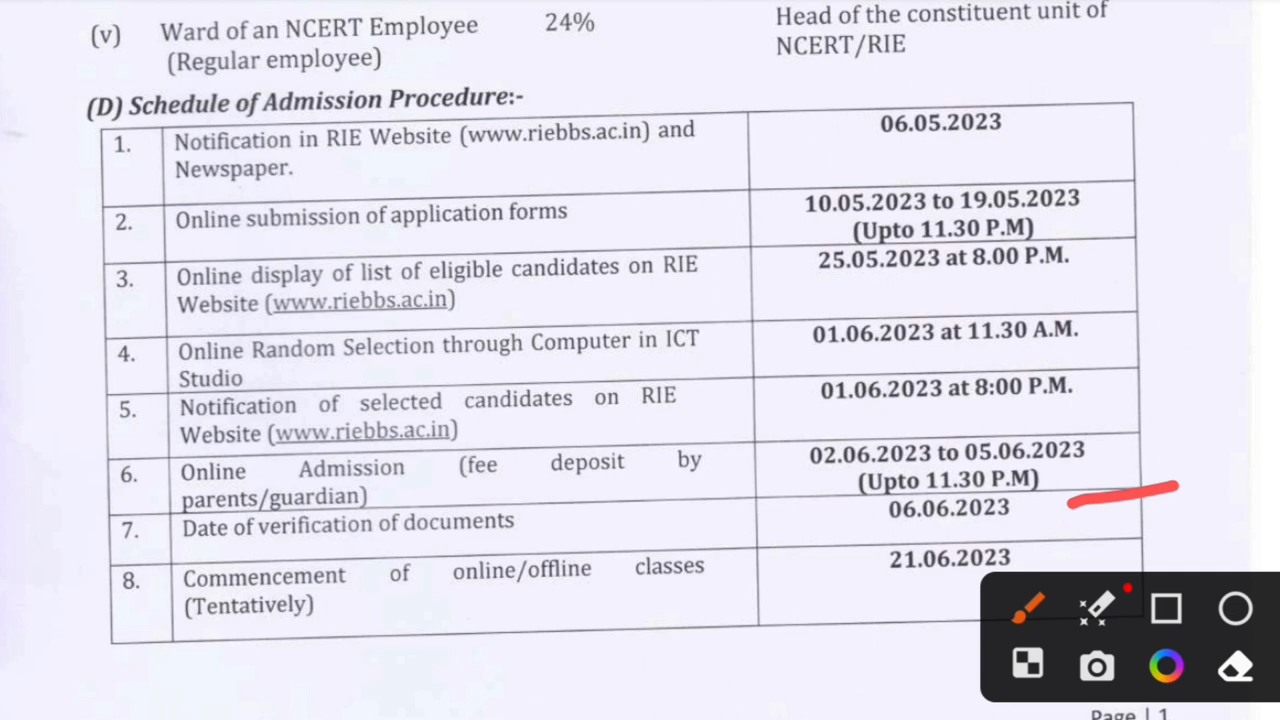 (v) Ward of an NCERT Employee 24% Head of the constituent unit of
(Regular employee) NCERT/RIE
(D) Schedule of Admission Procedure:-
1. Notification in RIE Website (www.riebbs.ac.in) and 06.05.2023
Newspaper.
2. Online submission of application forms 10.05.2023 to 19.05.2023
(Upto 11.30 P.M)
3. Online display of list of eligible candidates on RIE 25.05.2023 at 8.00 P.M.
Website (www.riebbs.ac.in)
4. Online Random Selection through Computer in ICT 01.06.2023 at 11.30 A.M.
Studio
5. Notification of selected candidates on RIE 01.06.2023 at 8:00 P.M.
Website (www.riebbs.ac.in)
6. Online Admission (fee deposit by 02.06.2023 to 05.06.2023
parents/guardian) (Upto 11.30 P.M)
7. Date of verification of documents 06.06.2023
8. Commencement of online/offline classes 21.06.2023
(Tentatively)
Page | 1